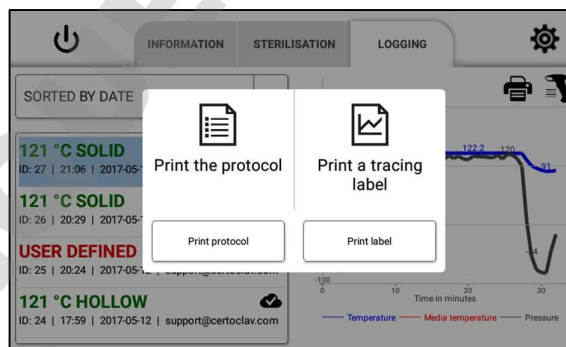 INFORMATION
STERILISATION
LOGGING
SORTED BY DATE
121 °C SOLID
ID: 27 | 21:06 | 2017-05-
121 °C SOLID
ID: 26 | 20:29 | 2017-05-
USER DEFINED
ID: 25 | 20:24 | 2017-05-12 | support@certoclav.com
121 °C HOLLOW
ID: 24 | 17:59 | 2017-05-12 | support@certoclav.com
Print the protocol
Print protocol
Print a tracing
label
Print label
122.2
120
91
-100
0
10
20
30
Time in minutes
Temperature
Media temperature
Pressure